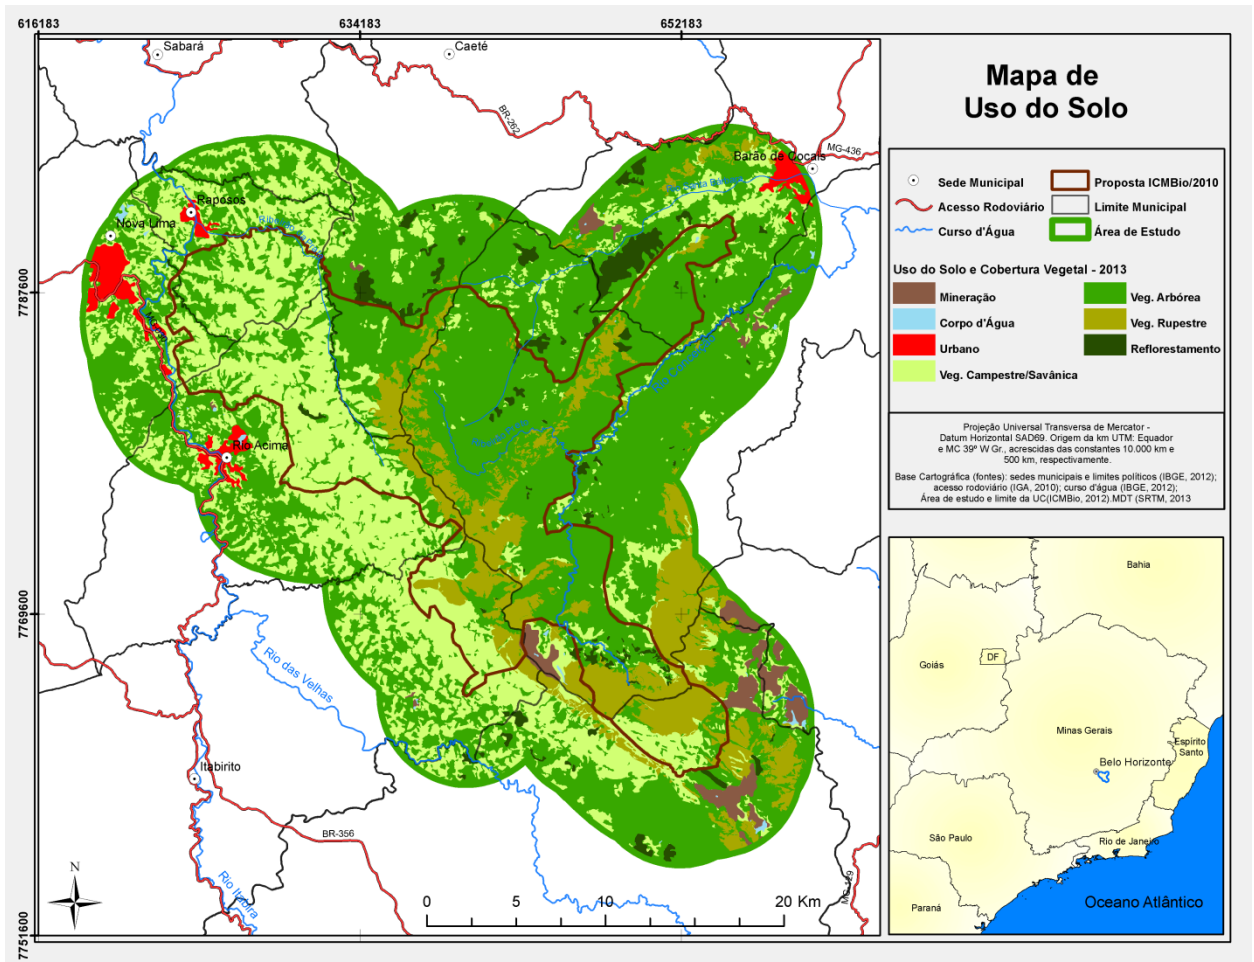 616183
634183
652183
7787600
7769600
7751600
Sabará
Caeté
BR-262
MG-436
Barão de Cocais
Raposos
Nova Lima
Rio Conceição
Ribeirão Preto
Rio Acima
Rio das Velhas
Itabirito
BR-356
Rio Itabira
N
0 5 10 20 Km
Mapa de
Uso do Solo
Sede Municipal
Proposta ICMBio/2010
Acesso Rodoviário
Limite Municipal
Curso d'Água
Área de Estudo
Uso do Solo e Cobertura Vegetal - 2013
Mineração
Veg. Arbórea
Corpo d'Água
Veg. Rupestre
Urbano
Reflorestamento
Veg. Campestre/Savânica
Projeção Universal Transversa de Mercator -
Datum Horizontal SAD69. Origem da km UTM: Equador
e MC 39º W Gr., acrescidas das constantes 10.000 km e
500 km, respectivamente.
Base Cartográfica (fontes): sedes municipais e limites políticos (IBGE, 2012);
acesso rodoviário (IGA, 2010); curso d'água (IBGE, 2012);
Área de estudo e limite da UC(ICMBio, 2012).MDT (SRTM, 2013
Bahia
Goiás
DF
Minas Gerais
Espírito
Santo
Belo Horizonte
São Paulo
Rio de Janeiro
Paraná
Oceano Atlântico